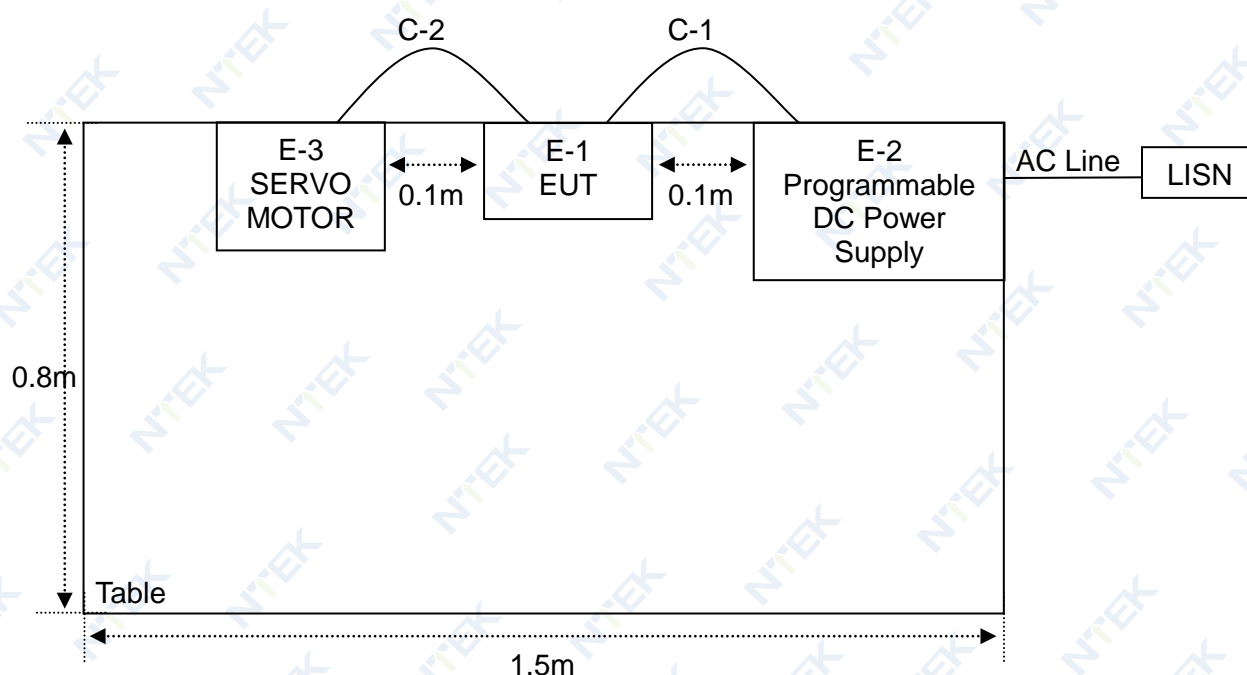 C-2
C-1
E-3
SERVO
MOTOR
0.1m
E-1
EUT
0.1m
E-2
Programmable
DC Power
Supply
AC Line
LISN
0.8m
Table
1.5m
NTEK